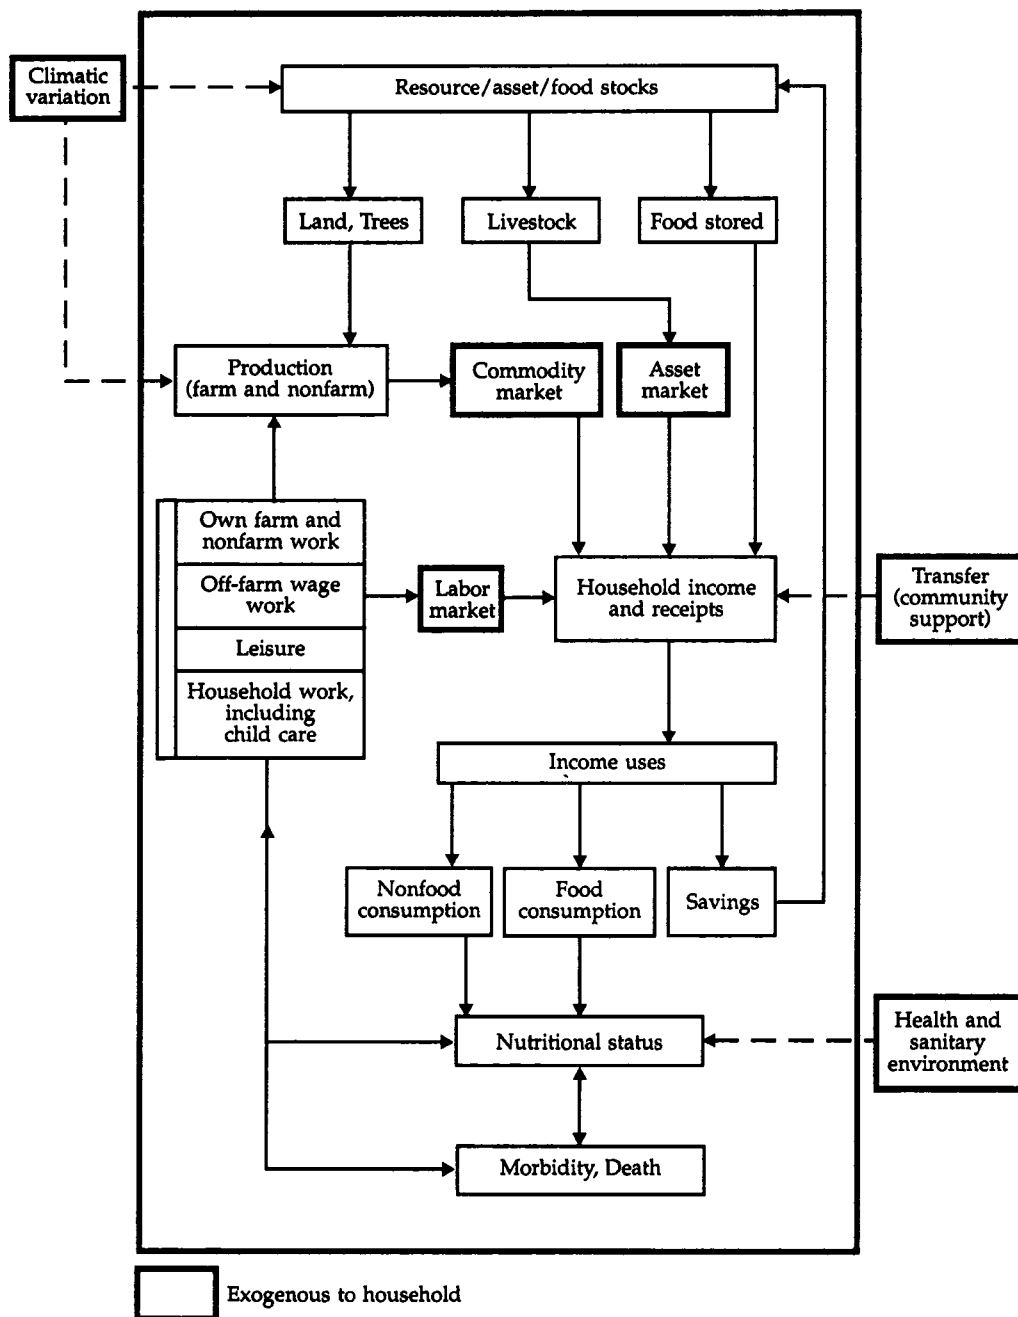 Climatic
variation
Resource/asset/food stocks
Land, Trees
Livestock
Food stored
Production
(farm and nonfarm)
Commodity
market
Asset
market
Own farm and
nonfarm work
Off-farm wage
work
Leisure
Household work,
including
child care
Labor
market
Household income
and receipts
Transfer
(community
support)
Income uses
Nonfood
consumption
Food
consumption
Savings
Nutritional status
Health and
sanitary
environment
Morbidity, Death
Exogenous to household